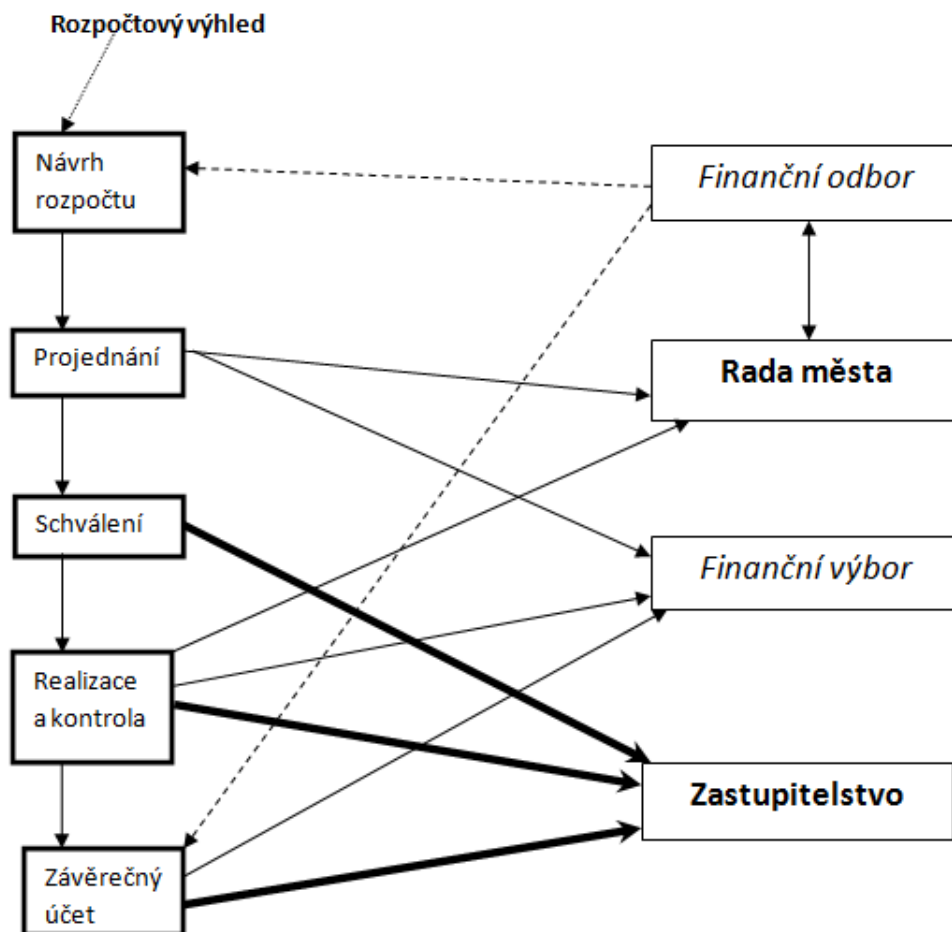 Rozpočtový výhled
Návrh
rozpočtu
Finanční odbor
Projednání
Rada města
Schválení
Finanční výbor
Realizace
a kontrola
Zastupitelstvo
Závěrečný
účet